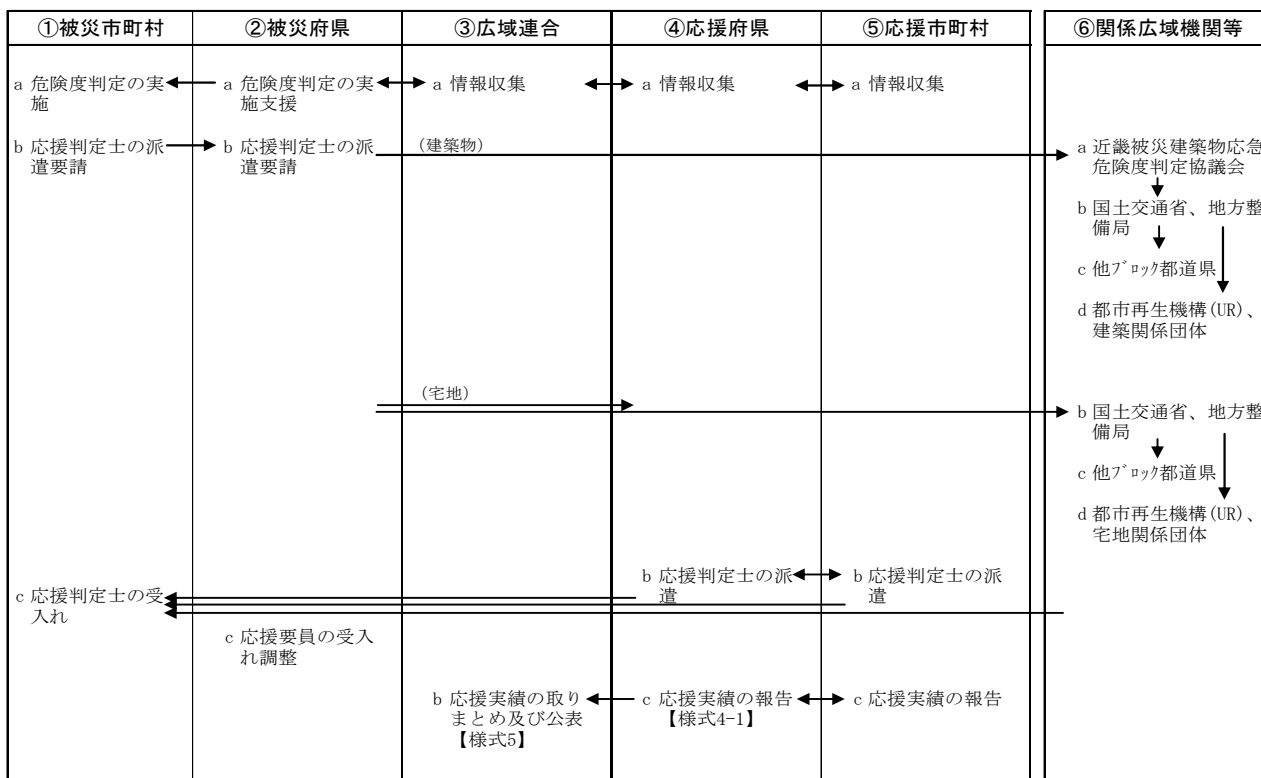 ①被災市町村
②被災府県
③広域連合
④応援府県
⑤応援市町村
⑥関係広域機関等
a 危険度判定の実
施
a 危険度判定の実
施支援
a 情報収集
a 情報収集
a 情報収集
b 応援判定士の派
遣要請
b 応援判定士の派
遣要請
(建築物)
a 近畿被災建築物応急
危険度判定協議会
b 国土交通省、地方整
備局
c 他ﾌﾞﾛｯｸ都道県
d 都市再生機構(UR)、
建築関係団体
(宅地)
b 国土交通省、地方整
備局
c 他ﾌﾞﾛｯｸ都道県
d 都市再生機構(UR)、
宅地関係団体
b 応援判定士の派
遣
b 応援判定士の派
遣
c 応援判定士の受
入れ
c 応援要員の受入
れ調整
b 応援実績の取り
まとめ及び公表
【様式5】
c 応援実績の報告
【様式4-1】
c 応援実績の報告